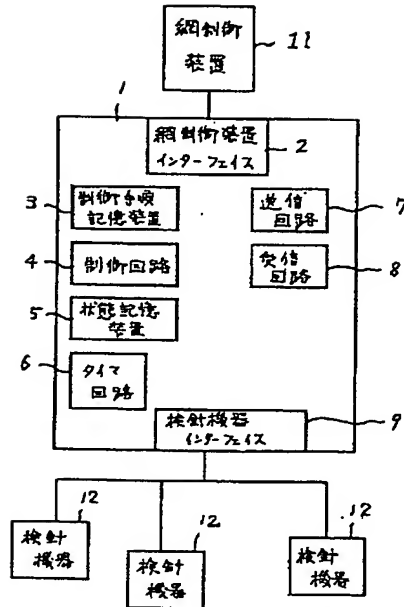 網制御
装置
11
1
網制御装置
インターフェイス
2
3
制御手順
記憶装置
送信
回路
7
4
制御回路
受信
回路
8
5
状態記憶
装置
6
タイマ
回路
検針機器
インターフェイス
9
12
検針
機器
12
検針
機器
12
検針
機器